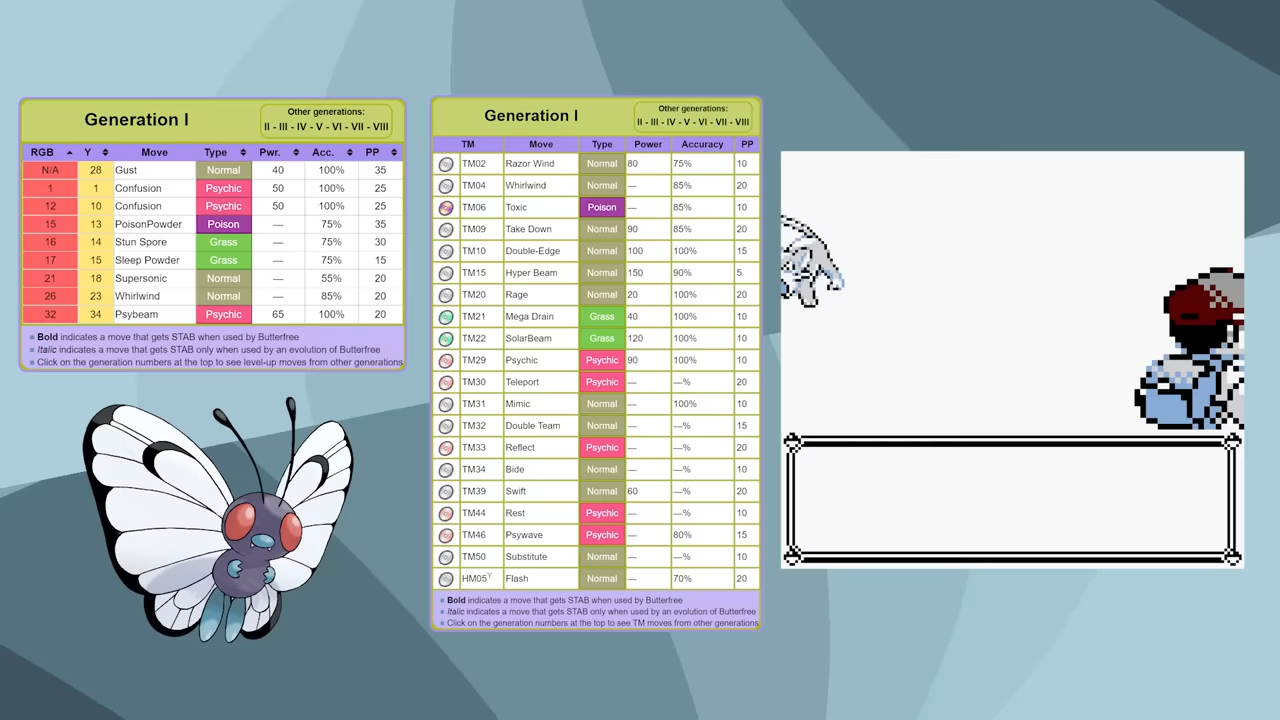 Generation I
Other generations:
II - III - IV - V - VI - VII - VIII
RGB Y Move Type Pwr. Acc. PP
N/A 28 Gust Normal 40 100% 35
1 1 Confusion Psychic 50 100% 25
12 10 Confusion Psychic 50 100% 25
15 13 PoisonPowder Poison — 75% 35
16 14 Stun Spore Grass — 75% 30
17 15 Sleep Powder Grass — 75% 15
21 18 Supersonic Normal — 55% 20
26 23 Whirlwind Normal — 85% 20
32 34 Psybeam Psychic 65 100% 20
Bold indicates a move that gets STAB when used by Butterfree
Italic indicates a move that gets STAB only when used by an evolution of Butterfree
Click on the generation numbers at the top to see level-up moves from other generations
Generation I
Other generations:
II - III - IV - V - VI - VII - VIII
TM Move Type Power Accuracy PP
TM02 Razor Wind Normal 80 75% 10
TM04 Whirlwind Normal — 85% 20
TM06 Toxic Poison — 85% 10
TM09 Take Down Normal 90 85% 20
TM10 Double-Edge Normal 100 100% 15
TM15 Hyper Beam Normal 150 90% 5
TM20 Rage Normal 20 100% 20
TM21 Mega Drain Grass 40 100% 10
TM22 SolarBeam Grass 120 100% 10
TM29 Psychic Psychic 90 100% 10
TM30 Teleport Psychic — —% 20
TM31 Mimic Normal — 100% 10
TM32 Double Team Normal — —% 15
TM33 Reflect Psychic — —% 20
TM34 Bide Normal — —% 10
TM39 Swift Normal 60 —% 20
TM44 Rest Psychic — —% 10
TM46 Psywave Psychic — 80% 15
TM50 Substitute Normal — —% 10
HM05Y Flash Normal — 70% 20
Bold indicates a move that gets STAB when used by Butterfree
Italic indicates a move that gets STAB only when used by an evolution of Butterfree
Click on the generation numbers at the top to see TM moves from other generations